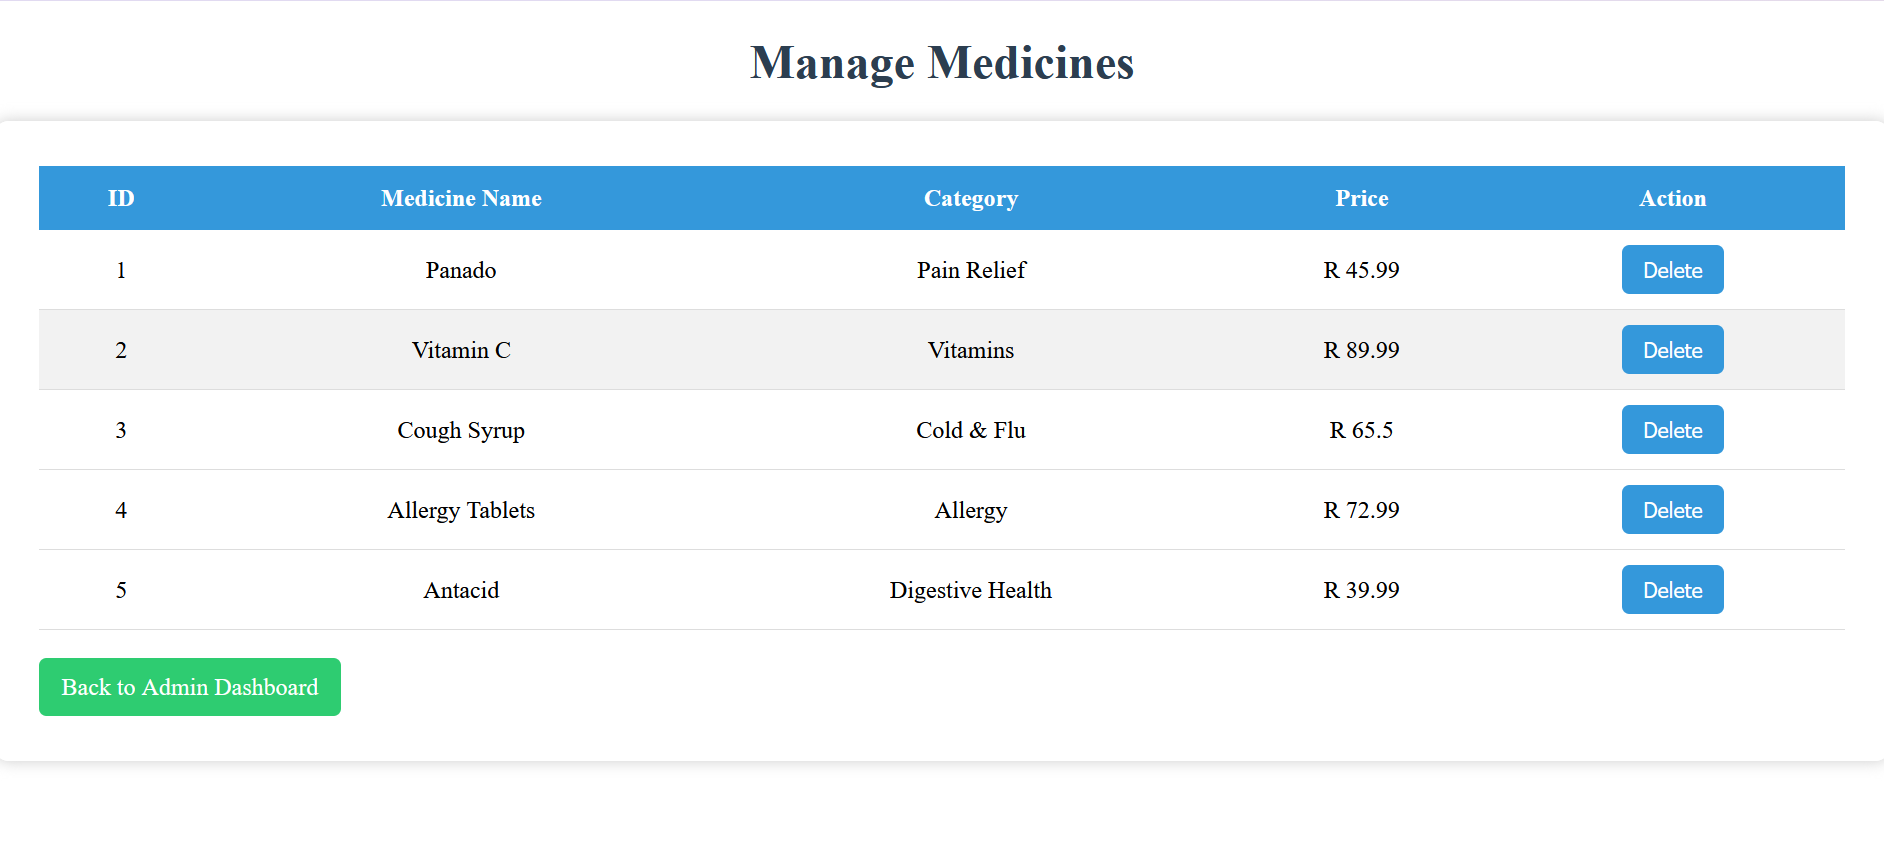 Manage Medicines
ID Medicine Name Category Price Action
1 Panado Pain Relief R 45.99 Delete
2 Vitamin C Vitamins R 89.99 Delete
3 Cough Syrup Cold & Flu R 65.5 Delete
4 Allergy Tablets Allergy R 72.99 Delete
5 Antacid Digestive Health R 39.99 Delete
Back to Admin Dashboard